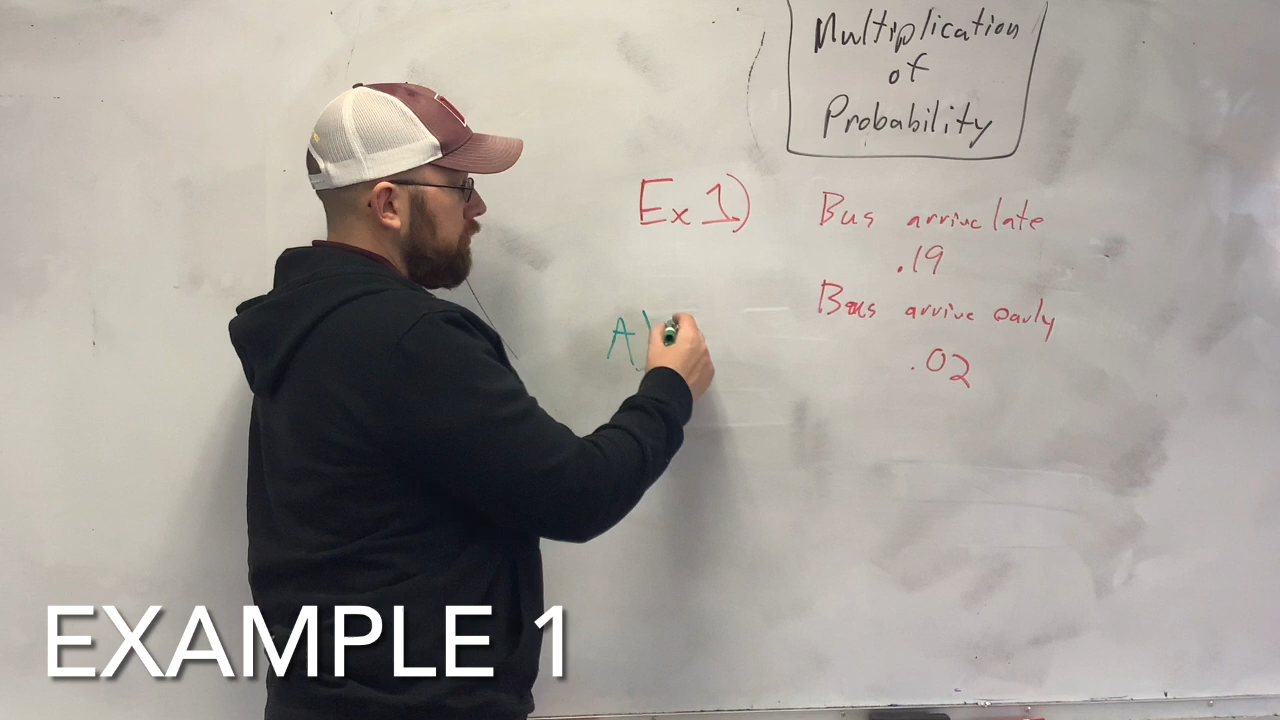 Multiplication
of
Probability
Ex 1)
Bus arrive late
.19
Bus arrive early
.02
A)
EXAMPLE 1